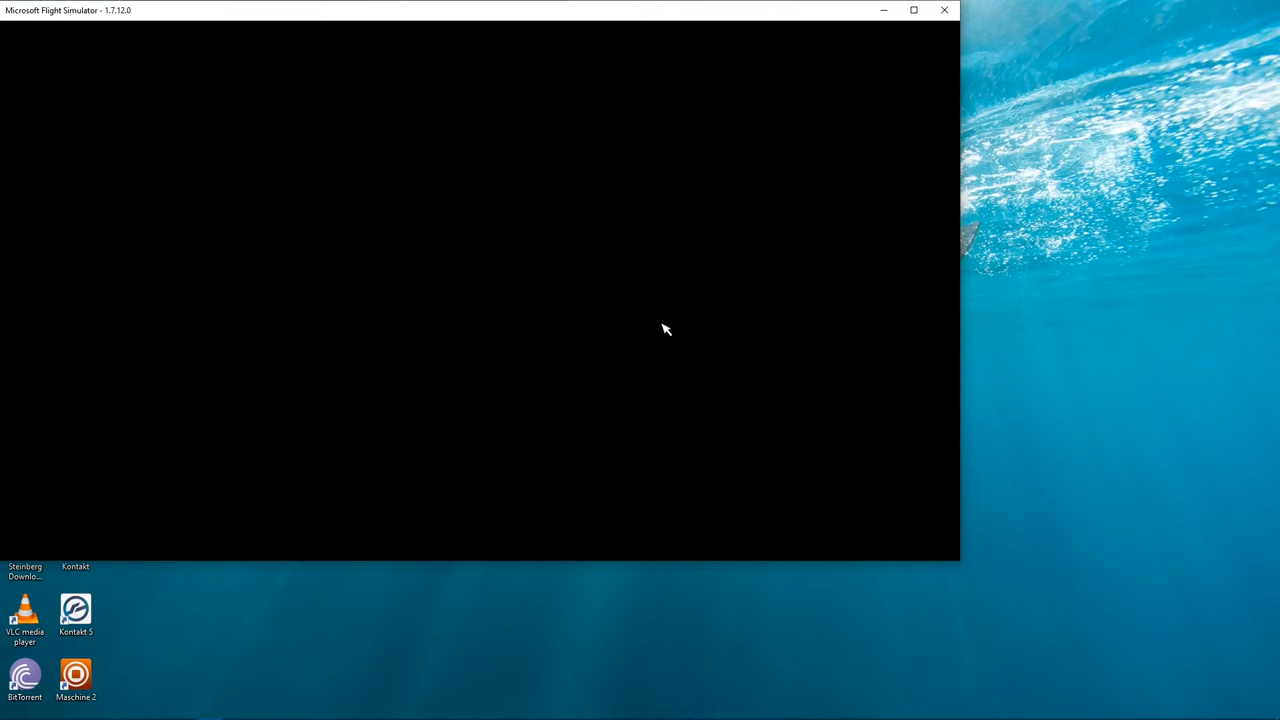 Microsoft Flight Simulator - 1.7.12.0
Steinberg
Downlo...
Kontakt
VLC media
player
Kontakt 5
BitTorrent
Maschine 2